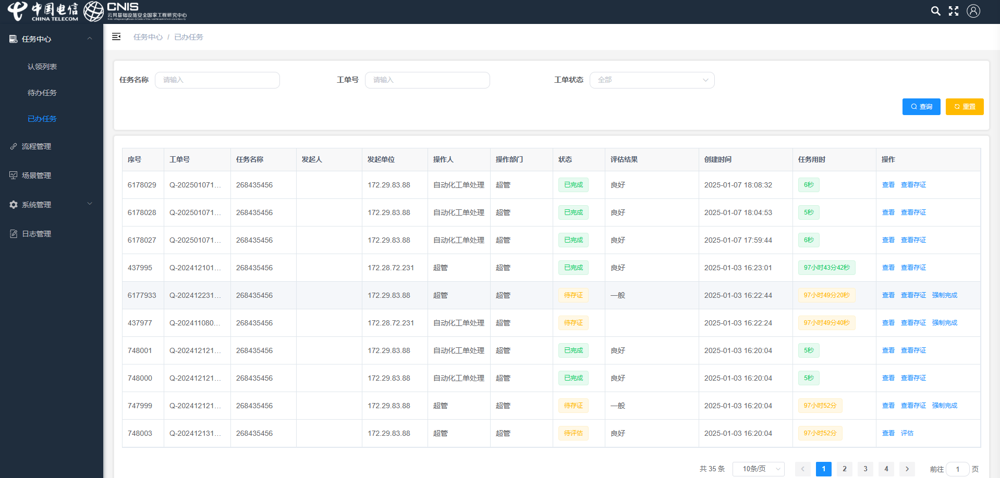 中国电信
CHINA TELECOM
CNIS
云网基础设施安全国家工程研究中心
任务中心
认领列表
待办任务
已办任务
流程管理
场景管理
系统管理
日志管理
任务中心 / 已办任务
任务名称 请输入 工单号 请输入 工单状态 全部
查询 重置
序号 工单号 任务名称 发起人 发起单位 操作人 操作部门 状态 评估结果 创建时间 任务用时 操作
6178029 Q-202501071... 268435456 172.29.83.88 自动化工单处理 超管 已完成 良好 2025-01-07 18:08:32 6秒 查看 查看存证
6178028 Q-202501071... 268435456 172.29.83.88 自动化工单处理 超管 已完成 良好 2025-01-07 18:04:53 5秒 查看 查看存证
6178027 Q-202501071... 268435456 172.29.83.88 自动化工单处理 超管 已完成 良好 2025-01-07 17:59:44 6秒 查看 查看存证
437995 Q-202412101... 268435456 172.28.72.231 超管 超管 已完成 良好 2025-01-03 16:23:01 97小时43分42秒 查看 查看存证
6177933 Q-202412231... 268435456 172.29.83.88 超管 超管 待存证 一般 2025-01-03 16:22:44 97小时49分20秒 查看 查看存证 强制完成
437977 Q-202411080... 268435456 172.28.72.231 自动化工单处理 超管 待存证 2025-01-03 16:22:24 97小时49分40秒 查看 查看存证 强制完成
748001 Q-202412121... 268435456 172.29.83.88 自动化工单处理 超管 已完成 良好 2025-01-03 16:20:04 5秒 查看 查看存证
748000 Q-202412121... 268435456 172.29.83.88 自动化工单处理 超管 已完成 良好 2025-01-03 16:20:04 5秒 查看 查看存证
747999 Q-202412121... 268435456 172.29.83.88 超管 超管 待存证 一般 2025-01-03 16:20:04 97小时52分 查看 查看存证 强制完成
748003 Q-202412131... 268435456 172.29.83.88 超管 超管 待评估 良好 2025-01-03 16:20:04 97小时52分 查看 评估
共 35 条 10条/页 1 2 3 4 前往 1 页